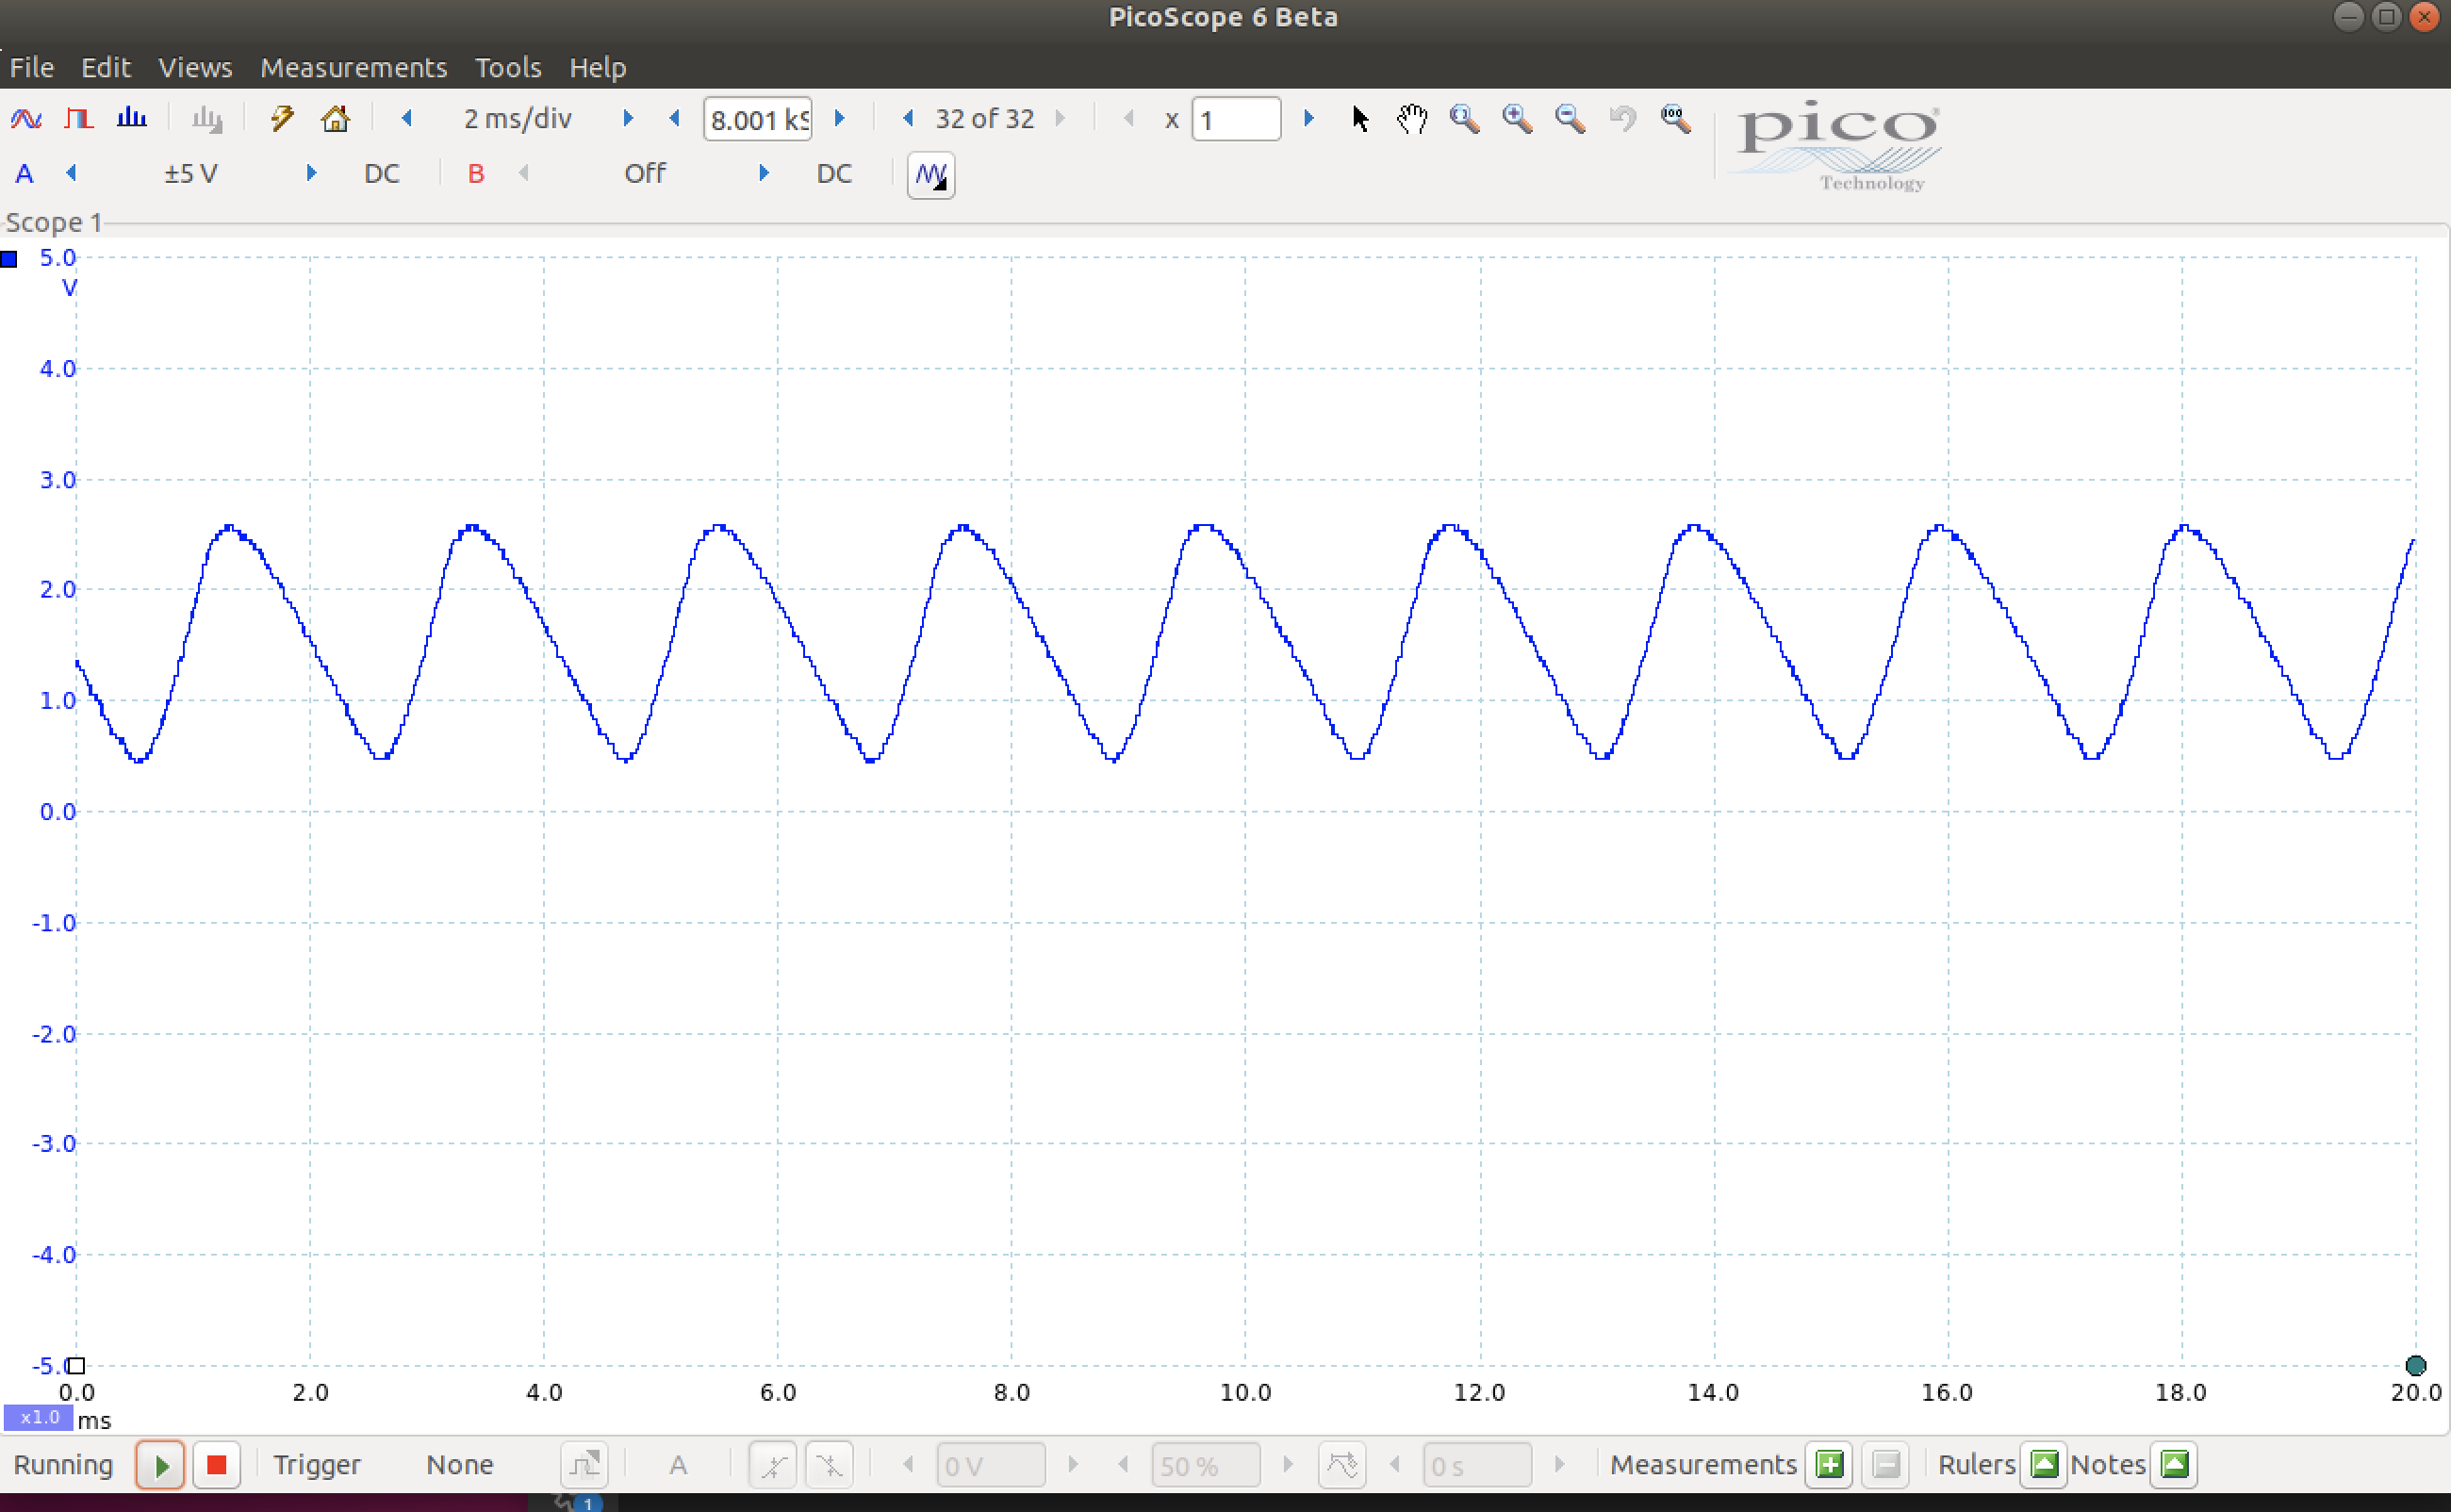 PicoScope 6 Beta
File Edit Views Measurements Tools Help
2 ms/div 8.001 kS 32 of 32 x 1 100
pico
Technology
A ±5 V DC B Off DC
Scope 1
5.0
V
4.0
3.0
2.0
1.0
0.0
-1.0
-2.0
-3.0
-4.0
-5.0
0.0 2.0 4.0 6.0 8.0 10.0 12.0 14.0 16.0 18.0 20.0
x1.0 ms
Running Trigger None A 0 V 50 % 0 s Measurements Rulers Notes
1